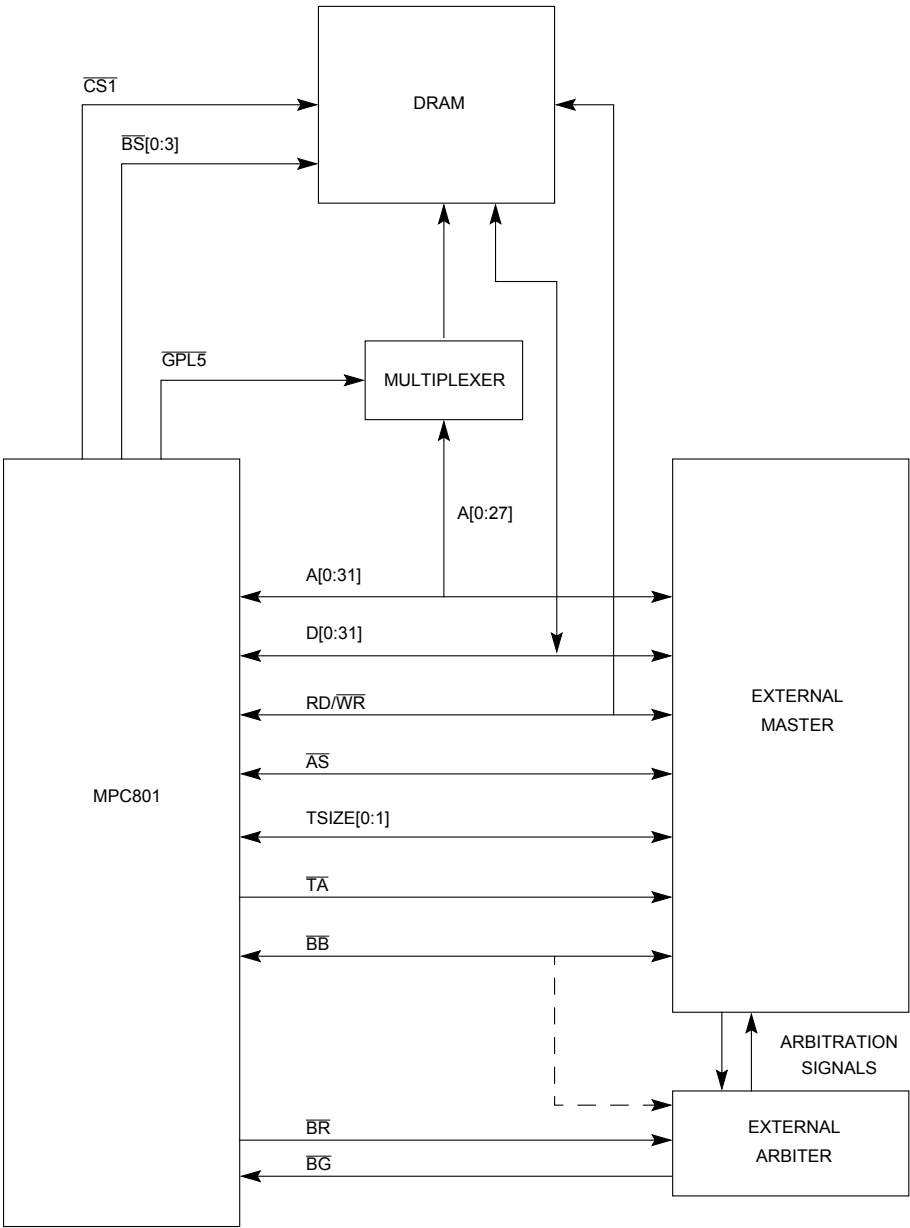 CS1
DRAM
BS[0:3]
GPL5
MULTIPLEXER
A[0:27]
A[0:31]
D[0:31]
RD/WR
EXTERNAL
MASTER
AS
MPC801
TSIZE[0:1]
TA
BB
ARBITRATION
SIGNALS
BR
EXTERNAL
ARBITER
BG